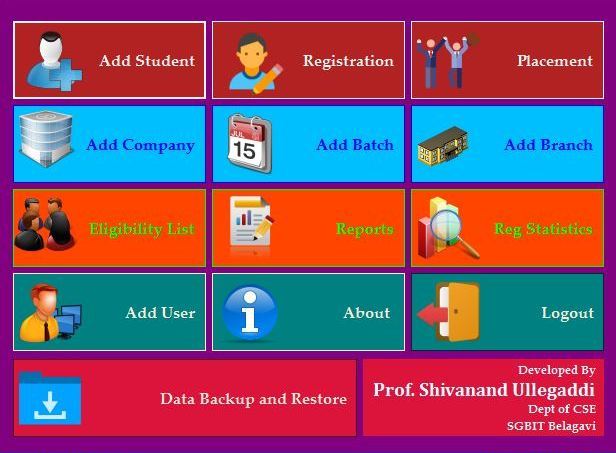 Add Student
Registration
Placement
Add Company
JUL
15
Add Batch
Add Branch
Eligibility List
Reports
Reg Statistics
Add User
About
Logout
Data Backup and Restore
Developed By
Prof. Shivanand Ullegaddi
Dept of CSE
SGBIT Belagavi